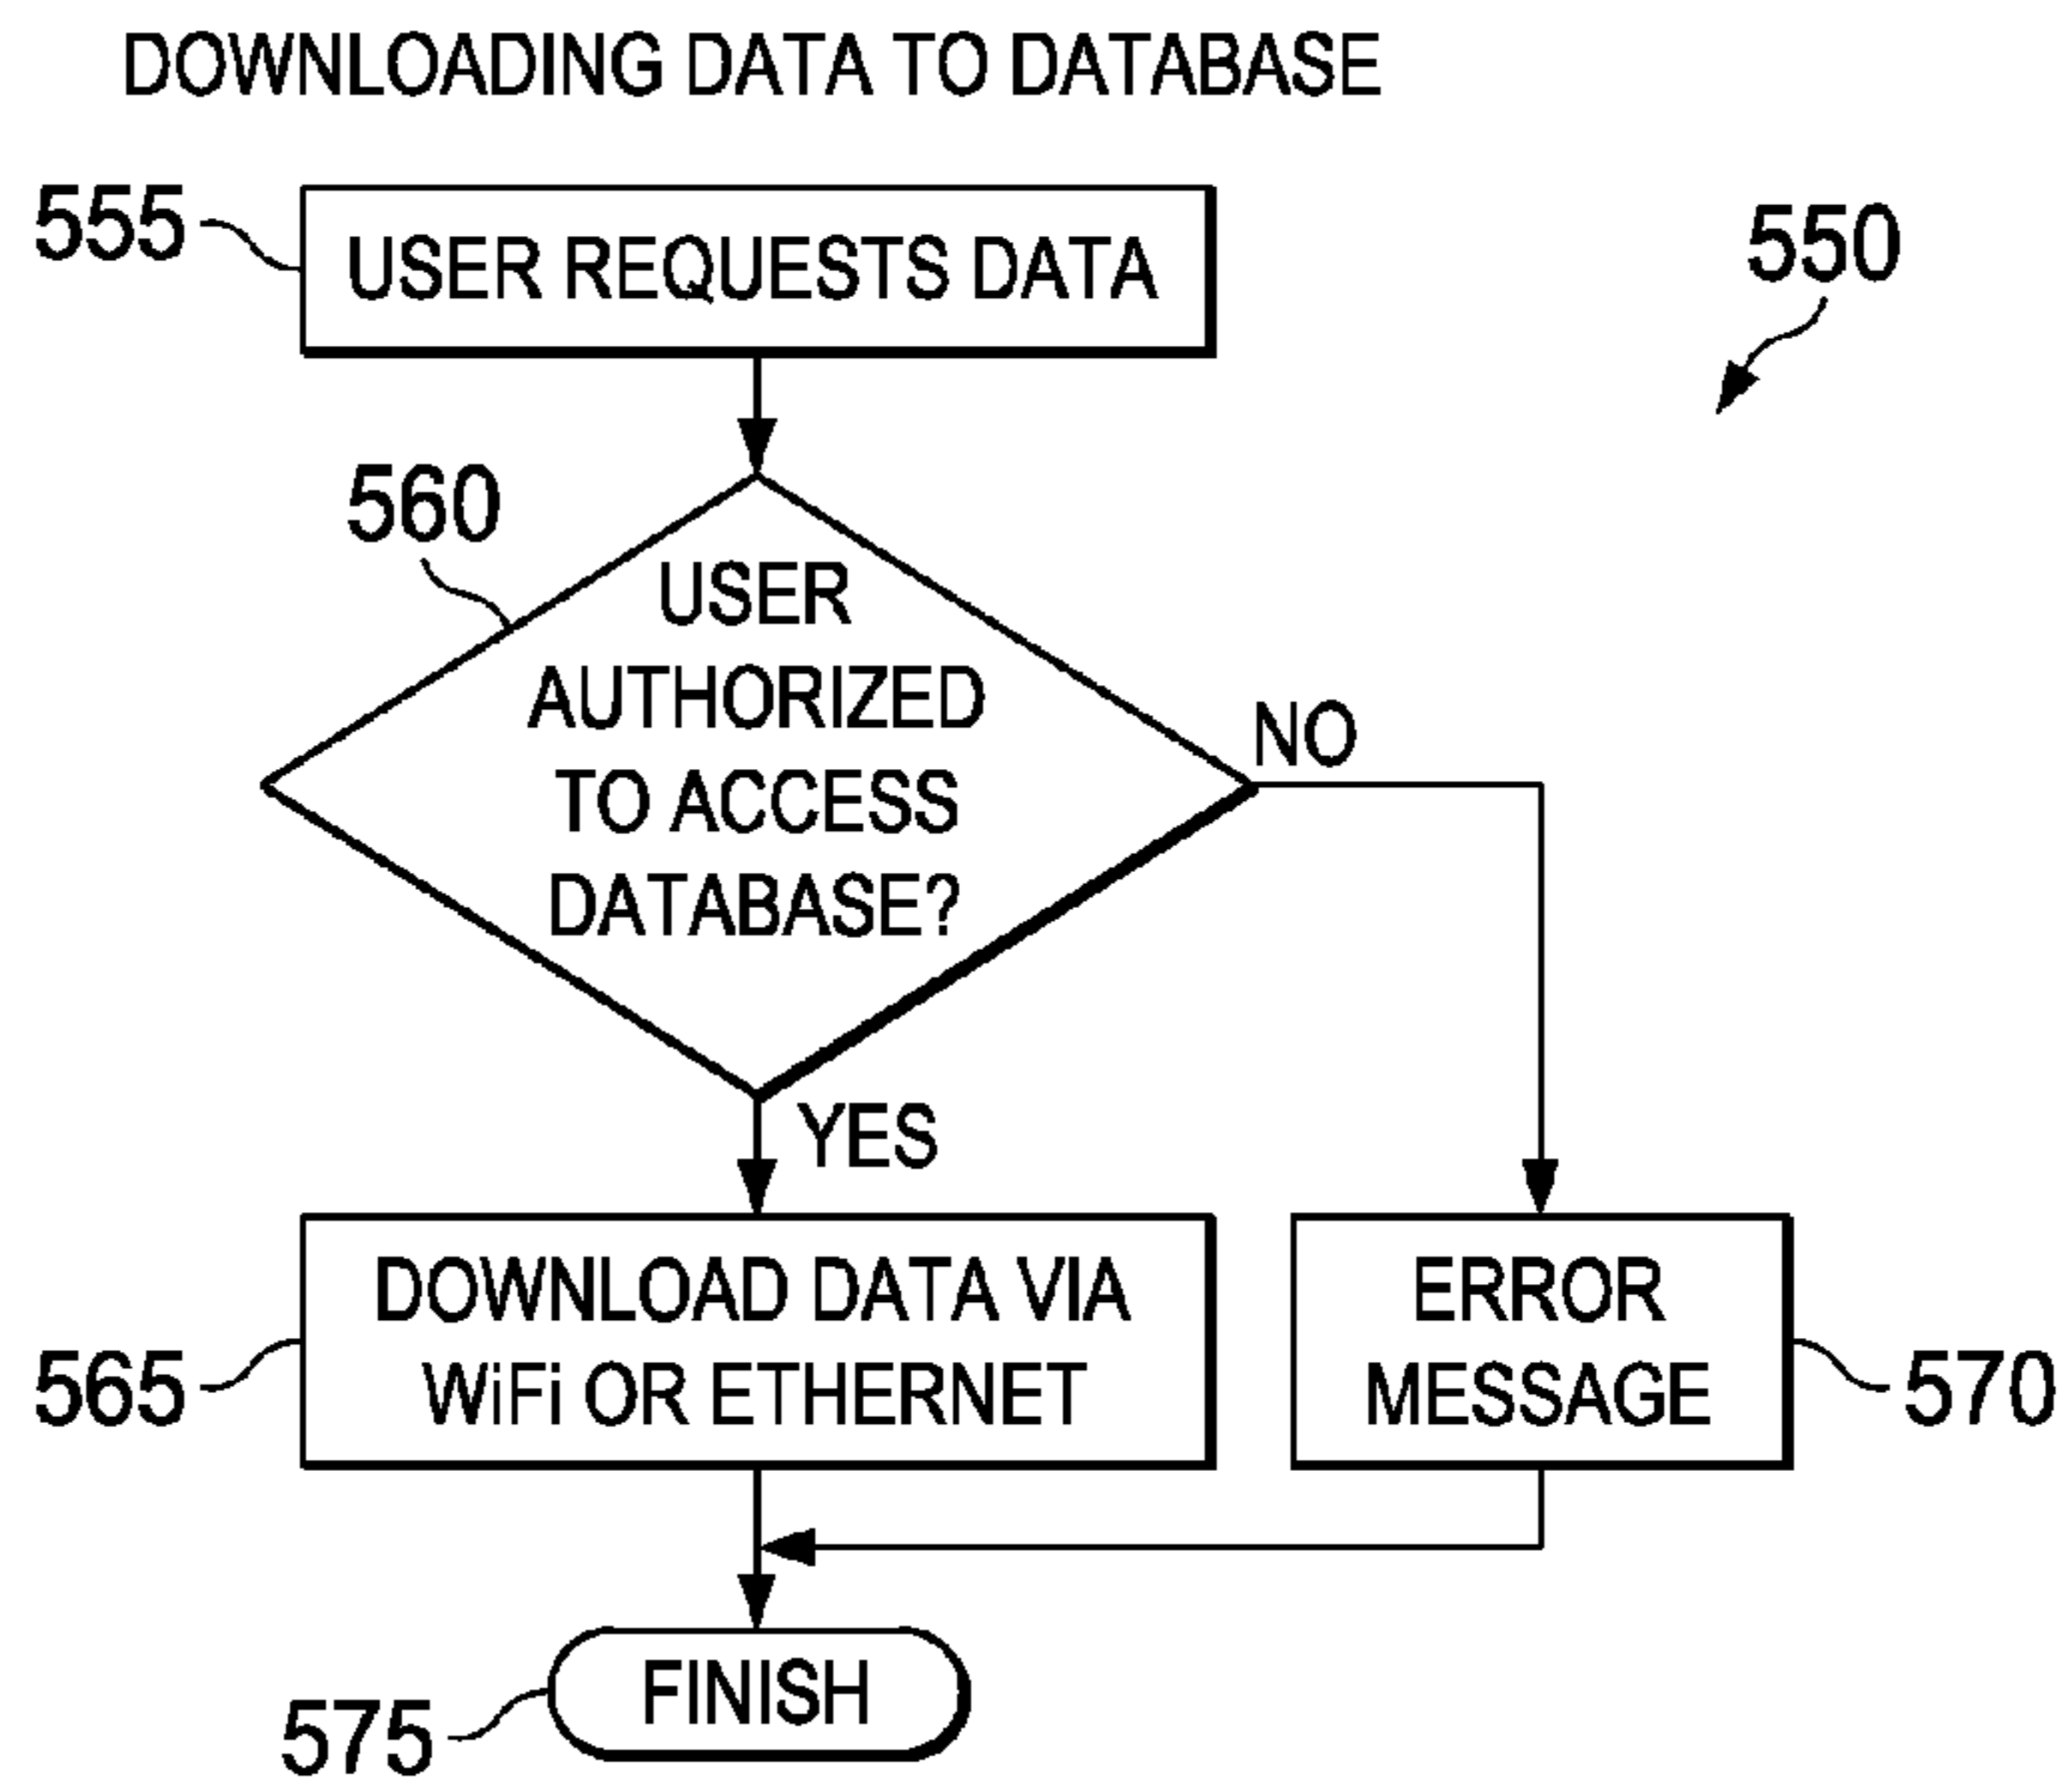 DOWNLOADING DATA TO DATABASE
555
USER REQUESTS DATA
550
560
USER
AUTHORIZED
TO ACCESS
DATABASE?
NO
YES
DOWNLOAD DATA VIA
WiFi OR ETHERNET
565
ERROR
MESSAGE
570
FINISH
575